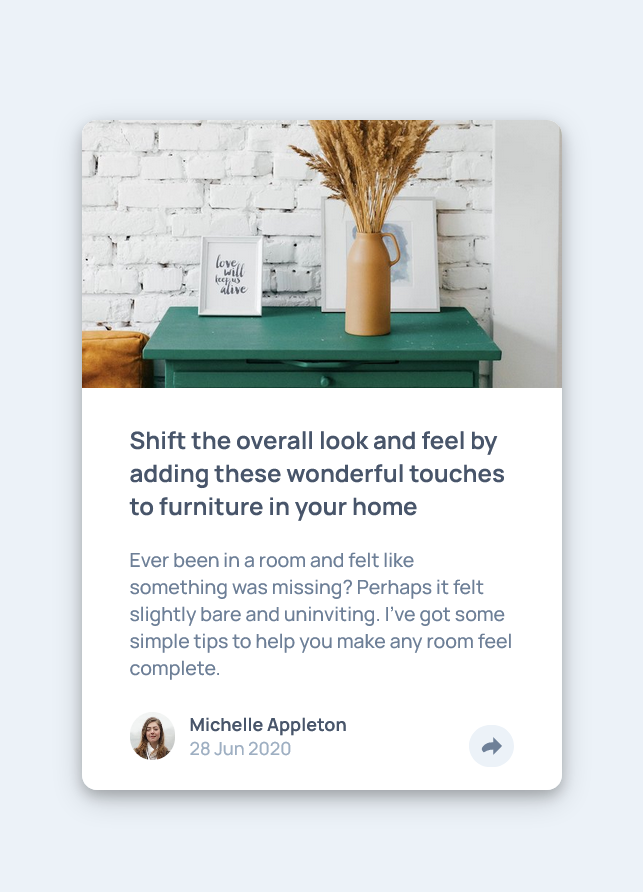 love
will
keep us
alive
Shift the overall look and feel by
adding these wonderful touches
to furniture in your home
Ever been in a room and felt like
something was missing? Perhaps it felt
slightly bare and uninviting. I’ve got some
simple tips to help you make any room feel
complete.
Michelle Appleton
28 Jun 2020